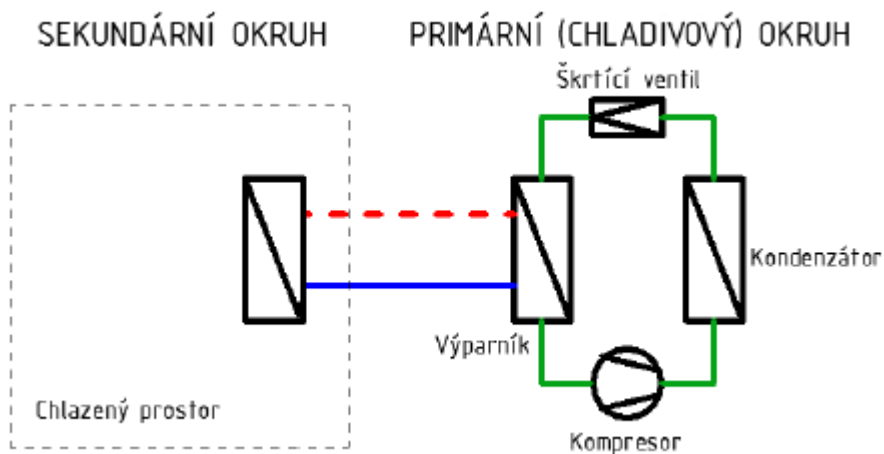 SEKUNDÁRNÍ OKRUH
PRIMÁRNÍ (CHLADIVOVÝ) OKRUH
Škrtící ventil
Kondenzátor
Výparník
Chlazený prostor
Kompresor